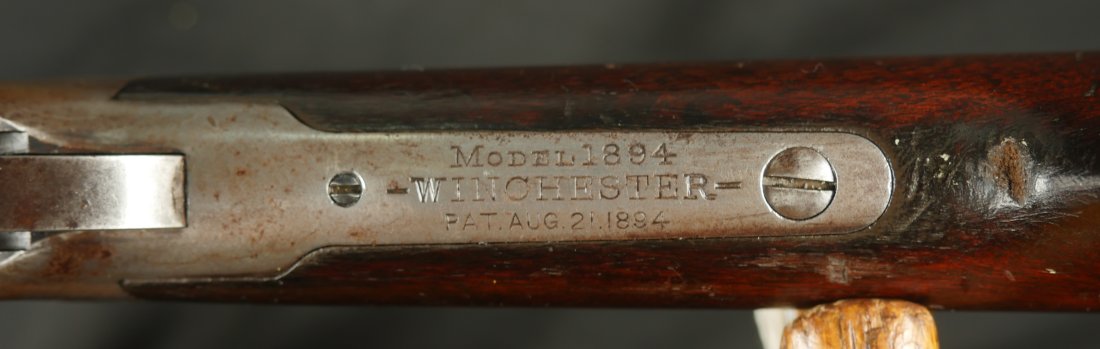 MODEL 1894
-WINCHESTER-
PAT. AUG. 21. 1894